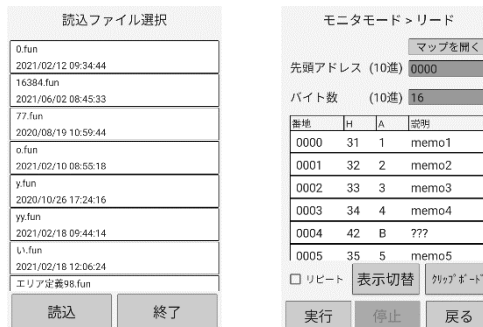 読込ファイル選択
0.fun
2021/02/12 09:34:44
16384.fun
2021/06/02 08:45:33
77.fun
2020/08/19 10:59:44
o.fun
2021/02/10 08:55:18
y.fun
2020/10/26 17:24:16
yy.fun
2021/02/18 09:44:14
い.fun
2021/02/18 12:06:24
エリア定義98.fun
読込 終了
モニタモード > リード
マップを開く
先頭アドレス (10進) 0000
バイト数 (10進) 16
番地 H A 説明
0000 31 1 memo1
0001 32 2 memo2
0002 33 3 memo3
0003 34 4 memo4
0004 42 B ???
0005 35 5 memo5
リピート 表示切替 クリップボード
実行 停止 戻る